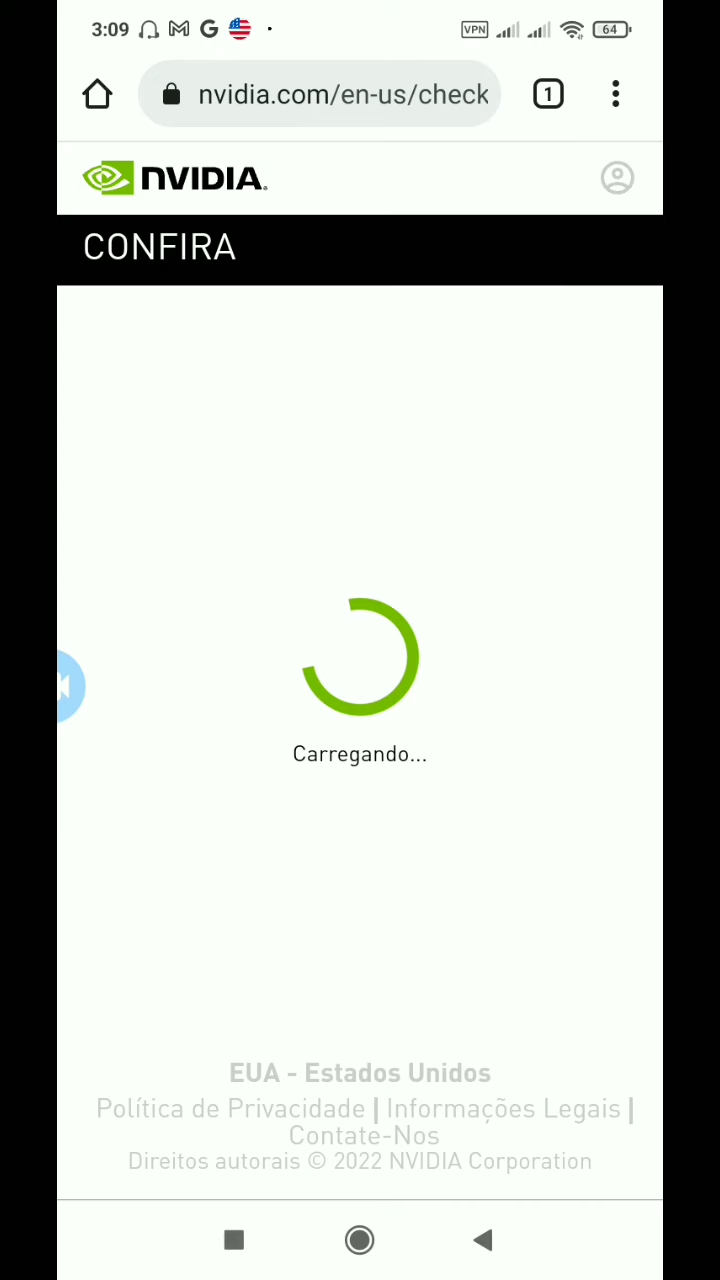 3:09 VPN 64
nvidia.com/en-us/check
1
NVIDIA.
CONFIRA
Carregando...
EUA - Estados Unidos
Política de Privacidade | Informações Legais |
Contate-Nos
Direitos autorais © 2022 NVIDIA Corporation